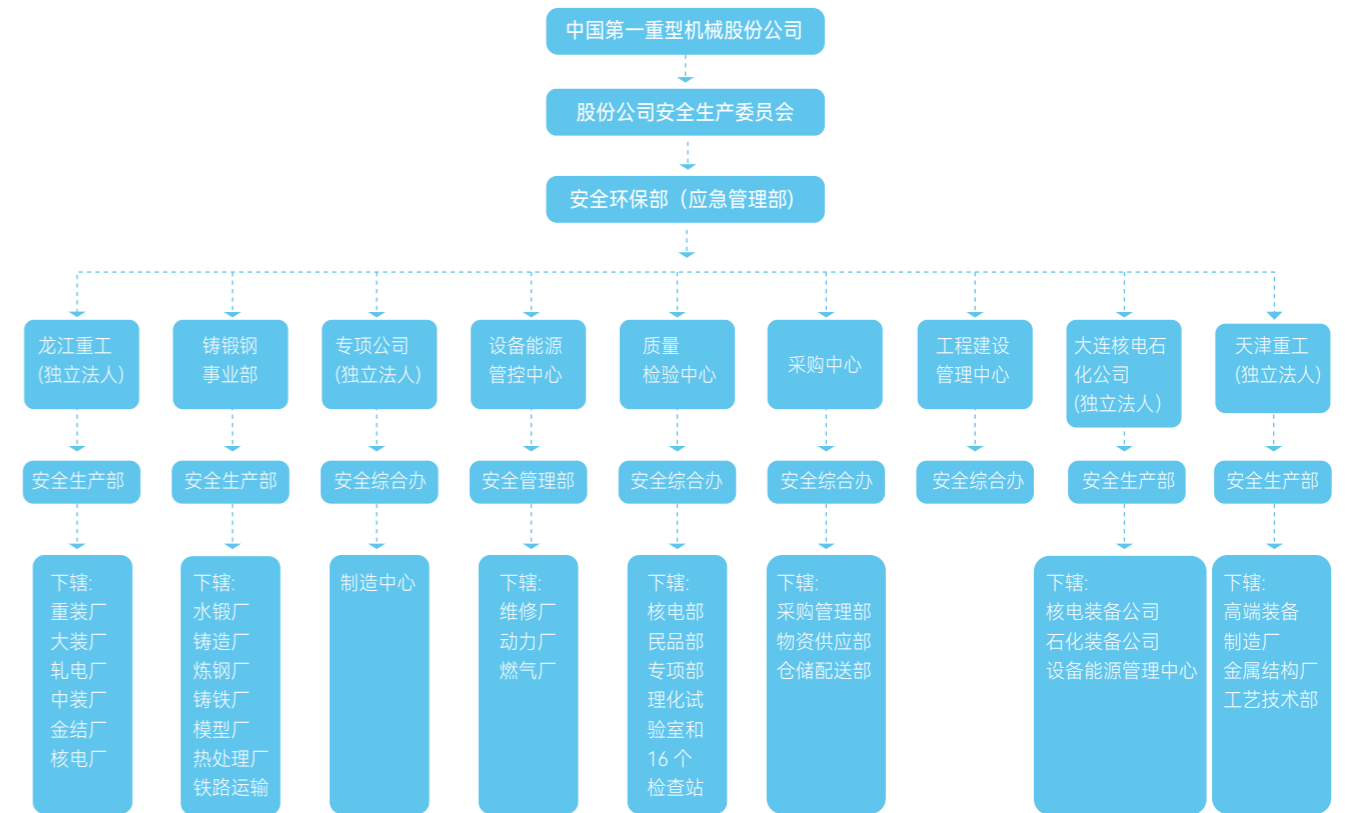 中国第一重型机械股份公司
股份公司安全生产委员会
安全环保部（应急管理部)
龙江重工
(独立法人)
铸锻钢
事业部
专项公司
(独立法人)
设备能源
管控中心
质量
检验中心
采购中心
工程建设
管理中心
大连核电石
化公司
(独立法人)
天津重工
(独立法人)
安全生产部
安全生产部
安全综合办
安全管理部
安全综合办
安全综合办
安全综合办
安全生产部
安全生产部
下辖:
重装厂
大装厂
轧电厂
中装厂
金结厂
核电厂
下辖:
水锻厂
铸造厂
炼钢厂
铸铁厂
模型厂
热处理厂
铁路运输
制造中心
下辖:
维修厂
动力厂
燃气厂
下辖:
核电部
民品部
专项部
理化试
验室和
16 个
检查站
下辖:
采购管理部
物资供应部
仓储配送部
下辖:
核电装备公司
石化装备公司
设备能源管理中心
下辖:
高端装备
制造厂
金属结构厂
工艺技术部